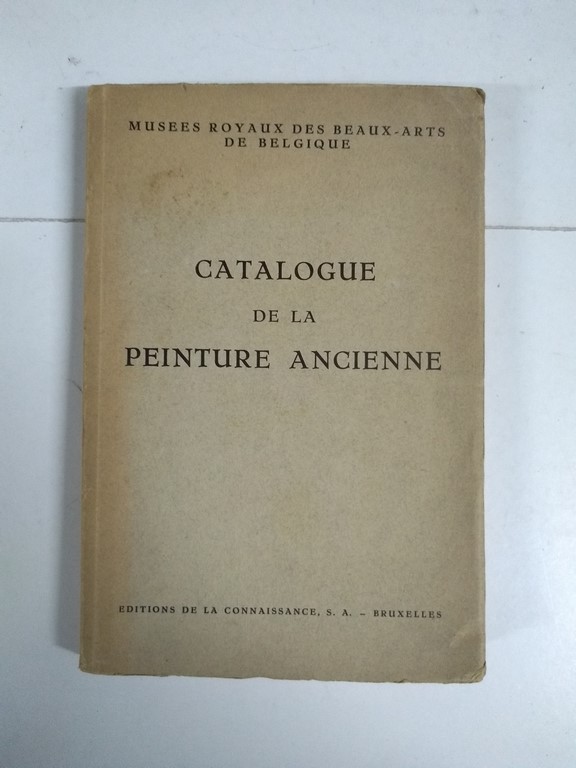 MUSEES ROYAUX DES BEAUX-ARTS
DE BELGIQUE
CATALOGUE
DE LA
PEINTURE ANCIENNE
EDITIONS DE LA CONNAISSANCE, S. A. – BRUXELLES